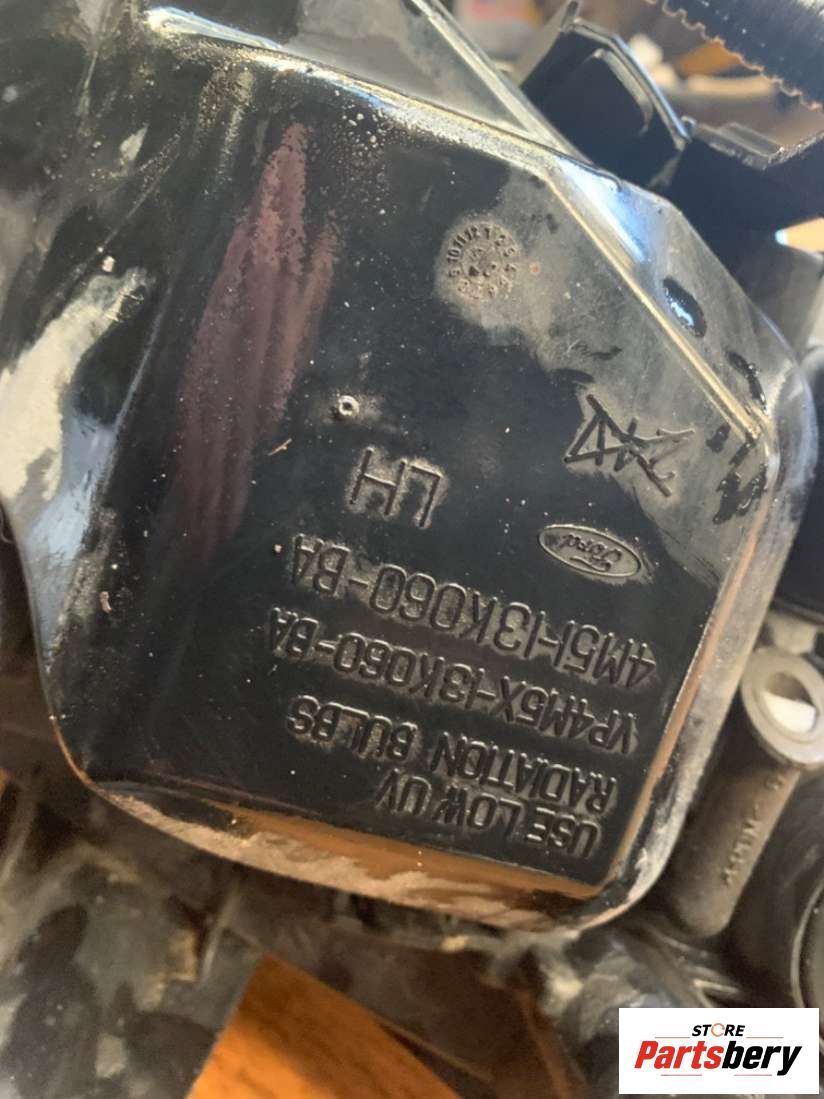 USE LOW UV
RADIATION BULBS
VP4M5X-13K060-BA
4M51-13K060-BA
Ford
LH
STORE
Partsbery